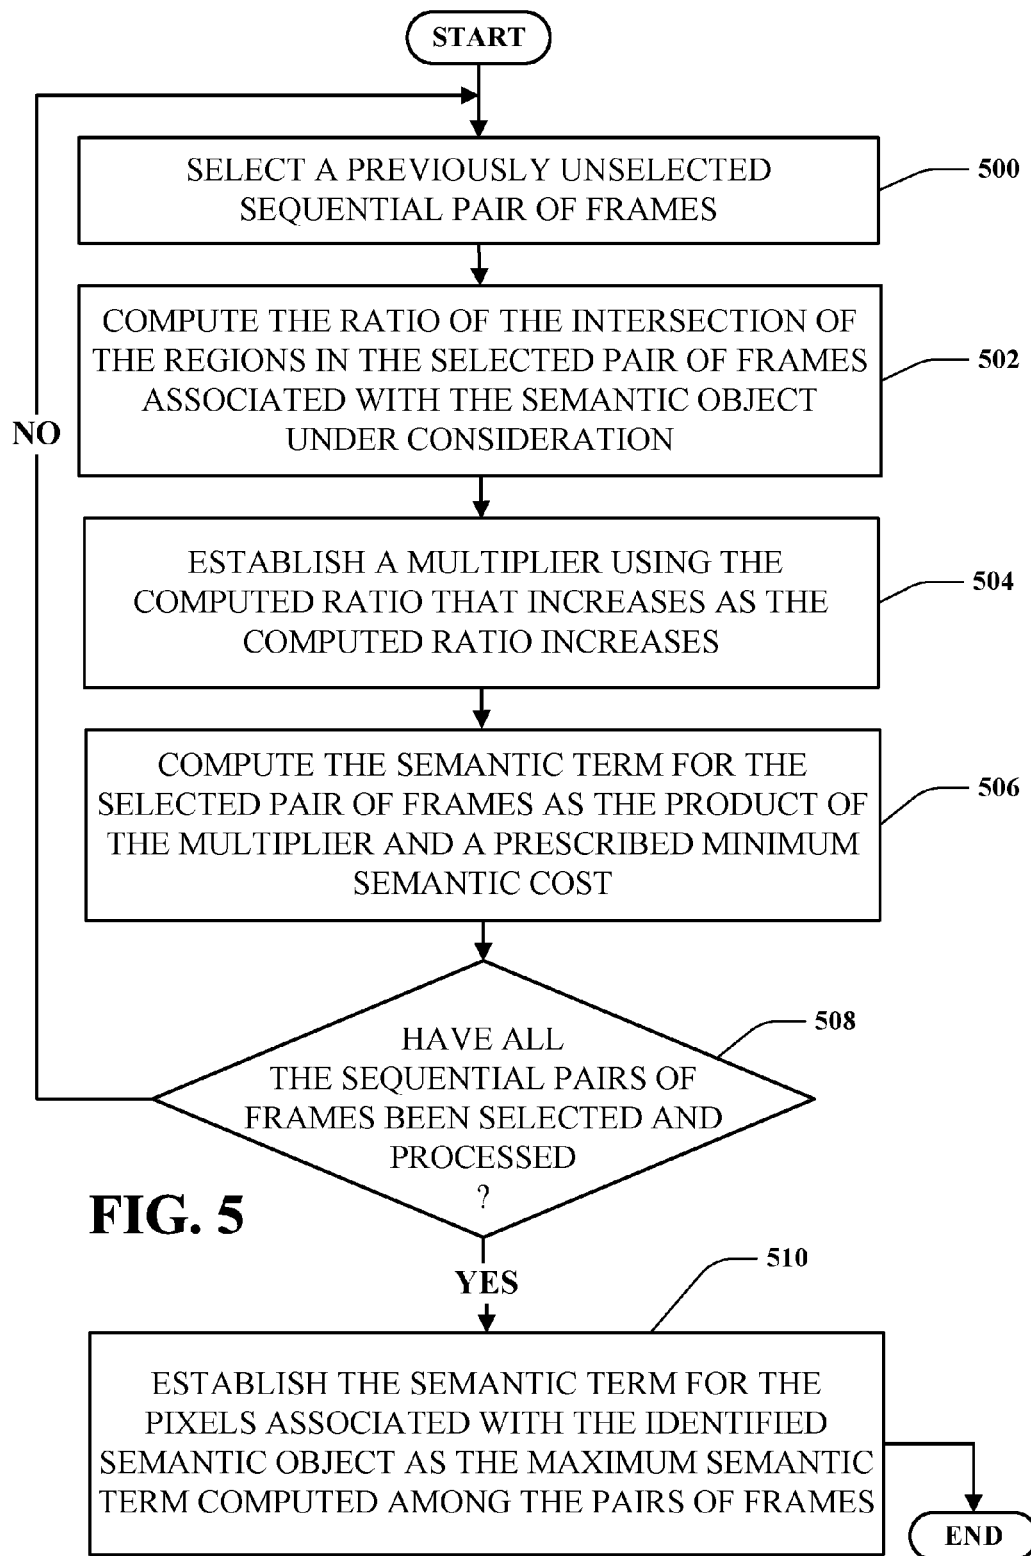 START
SELECT A PREVIOUSLY UNSELECTED
SEQUENTIAL PAIR OF FRAMES
500
COMPUTE THE RATIO OF THE INTERSECTION OF
THE REGIONS IN THE SELECTED PAIR OF FRAMES
ASSOCIATED WITH THE SEMANTIC OBJECT
UNDER CONSIDERATION
502
NO
ESTABLISH A MULTIPLIER USING THE
COMPUTED RATIO THAT INCREASES AS THE
COMPUTED RATIO INCREASES
504
COMPUTE THE SEMANTIC TERM FOR THE
SELECTED PAIR OF FRAMES AS THE PRODUCT OF
THE MULTIPLIER AND A PRESCRIBED MINIMUM
SEMANTIC COST
506
HAVE ALL
THE SEQUENTIAL PAIRS OF
FRAMES BEEN SELECTED AND
PROCESSED
?
508
FIG. 5
YES
510
ESTABLISH THE SEMANTIC TERM FOR THE
PIXELS ASSOCIATED WITH THE IDENTIFIED
SEMANTIC OBJECT AS THE MAXIMUM SEMANTIC
TERM COMPUTED AMONG THE PAIRS OF FRAMES
END